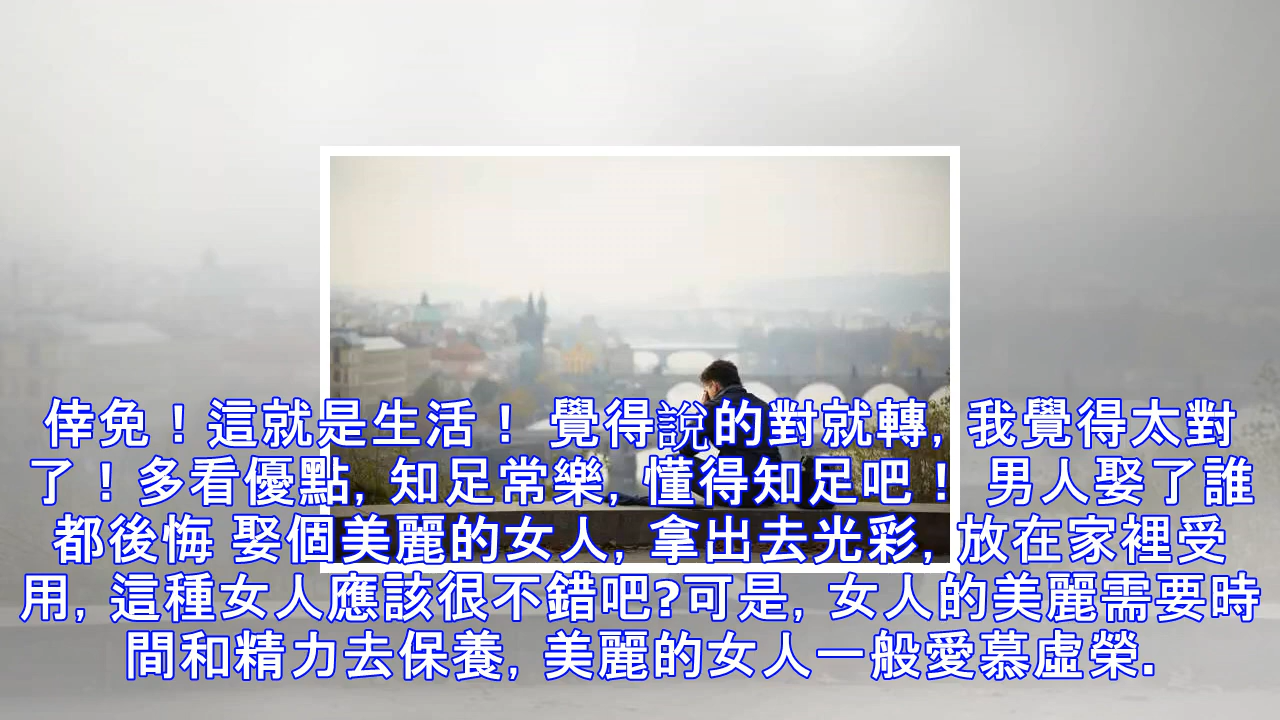 倖免！這就是生活！ 覺得說的對就轉, 我覺得太對
了！多看優點, 知足常樂, 懂得知足吧！ 男人娶了誰
都後悔 娶個美麗的女人, 拿出去光彩, 放在家裡受
用, 這種女人應該很不錯吧?可是, 女人的美麗需要時
間和精力去保養, 美麗的女人一般愛慕虛榮.